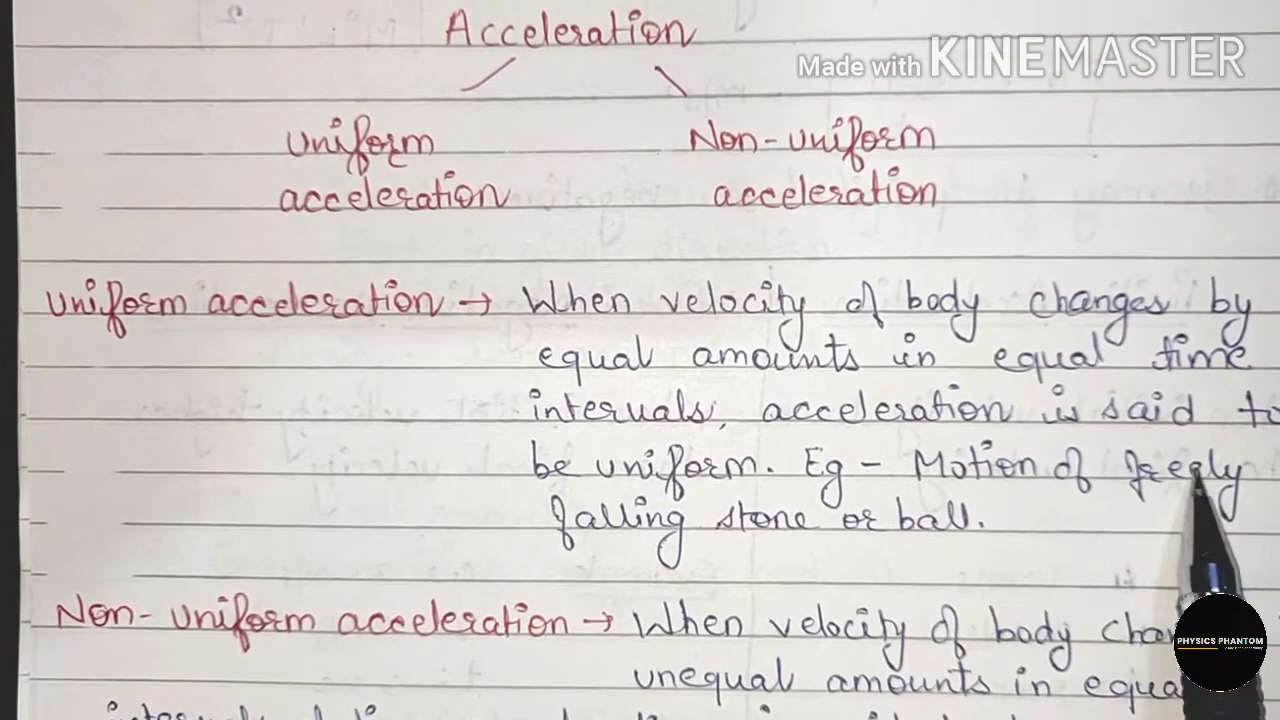 Acceleration
Made with KINEMASTER
Uniform Non-uniform
acceleration acceleration
Uniform acceleration → When velocity of body changes by
equal amounts in equal time
intervals, acceleration is said to
be uniform. Eg - Motion of freely
falling stone or ball.
Non-uniform acceleration → When velocity of body
PHYSICS PHANTOM
unequal amounts in